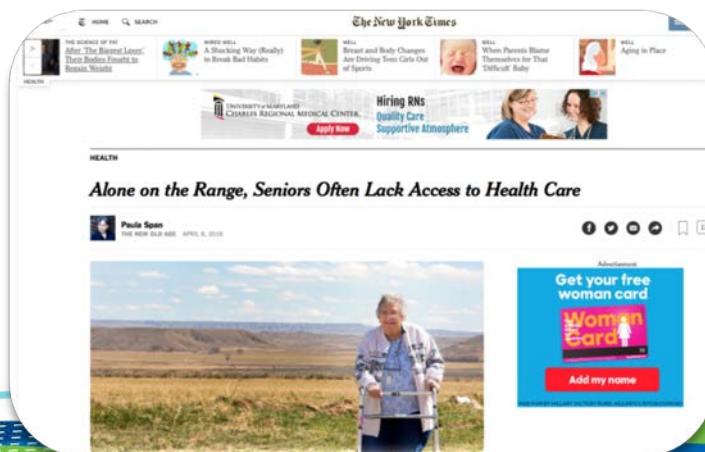 HOME SEARCH
The New York Times
THE SCIENCE OF FAT
After 'The Biggest Loser,'
Their Bodies Fought to
Regain Weight
WIRED WELL
A Shocking Way (Really)
to Break Bad Habits
WELL
Breast and Body Changes
Are Driving Teen Girls Out
of Sports
WELL
When Parents Blame
Themselves for That
'Difficult' Baby
WELL
Aging in Place
HEALTH
UNIVERSITY of MARYLAND
CHARLES REGIONAL MEDICAL CENTER
Apply Now
Hiring RNs
Quality Care
Supportive Atmosphere
HEALTH
Alone on the Range, Seniors Often Lack Access to Health Care
Paula Span
THE NEW OLD AGE APRIL 8, 2016
Advertisement
Get your free
woman card
Woman
Card
Add my name